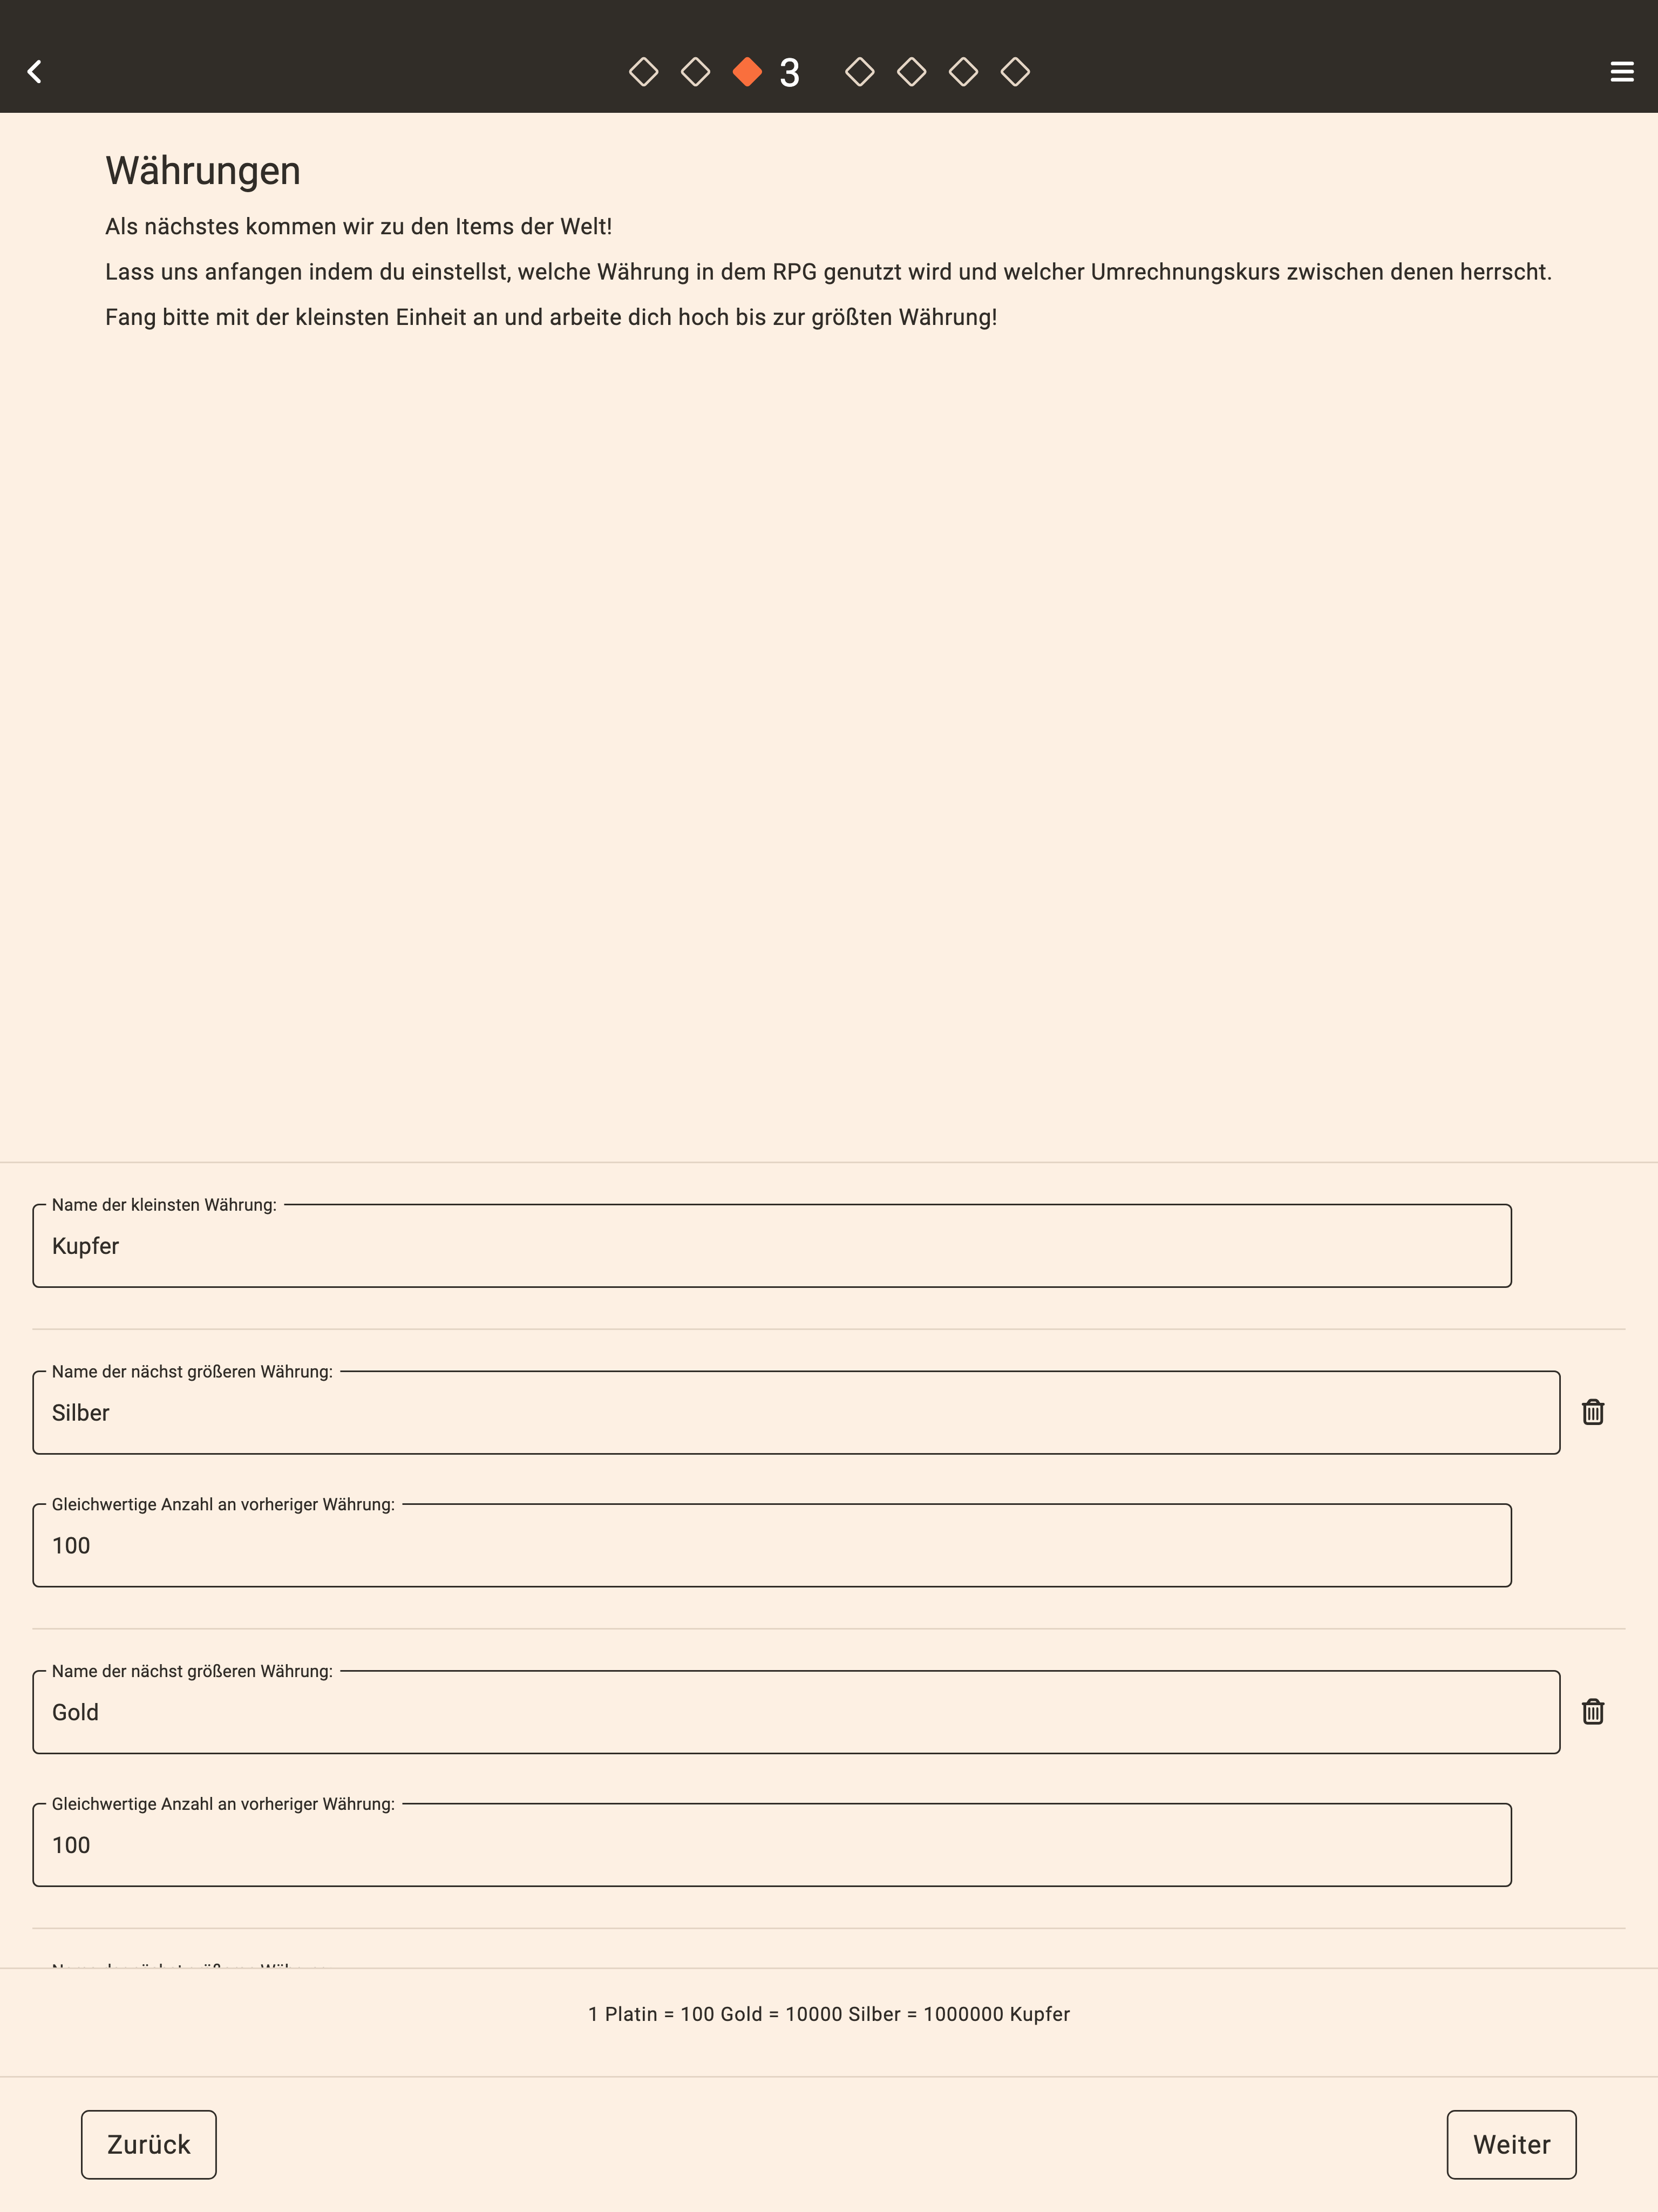 3
Währungen
Als nächstes kommen wir zu den Items der Welt!
Lass uns anfangen indem du einstellst, welche Währung in dem RPG genutzt wird und welcher Umrechnungskurs zwischen denen herrscht.
Fang bitte mit der kleinsten Einheit an und arbeite dich hoch bis zur größten Währung!
Name der kleinsten Währung:
Kupfer
Name der nächst größeren Währung:
Silber
Gleichwertige Anzahl an vorheriger Währung:
100
Name der nächst größeren Währung:
Gold
Gleichwertige Anzahl an vorheriger Währung:
100
1 Platin = 100 Gold = 10000 Silber = 1000000 Kupfer
Zurück
Weiter